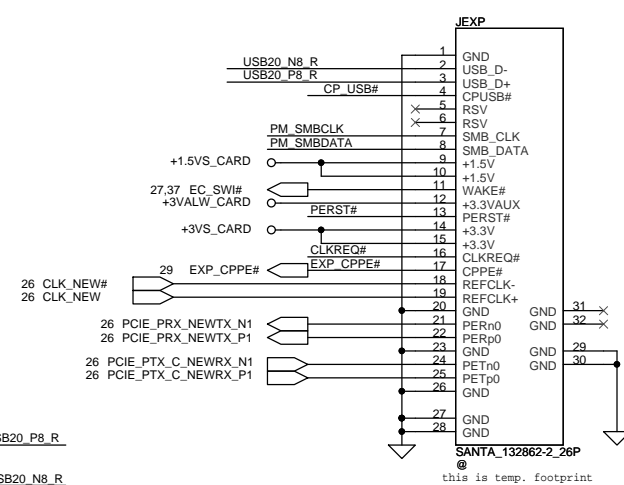 JEXP
1 GND
USB20_N8_R 2 USB_D-
USB20_P8_R 3 USB_D+
CP_USB# 4 CPUSB#
5 RSV
6 RSV
PM_SMBCLK 7 SMB_CLK
PM_SMBDATA 8 SMB_DATA
+1.5VS_CARD 9 +1.5V
10 +1.5V
27,37 EC_SWI# 11 WAKE#
+3VALW_CARD 12 +3.3VAUX
PERST# 13 PERST#
+3VS_CARD 14 +3.3V
15 +3.3V
CLKREQ# 16 CLKREQ#
29 EXP_CPPE# EXP_CPPE# 17 CPPE#
26 CLK_NEW# 18 REFCLK-
26 CLK_NEW 19 REFCLK+
20 GND GND 31
26 PCIE_PRX_NEWTX_N1 21 PERn0 GND 32
26 PCIE_PRX_NEWTX_P1 22 PERp0
23 GND GND 29
26 PCIE_PTX_C_NEWRX_N1 24 PETn0 GND 30
26 PCIE_PTX_C_NEWRX_P1 25 PETp0
26 GND
27 GND
28 GND
SB20_P8_R
SANTA_132862-2_26P
@
SB20_N8_R
this is temp. footprint